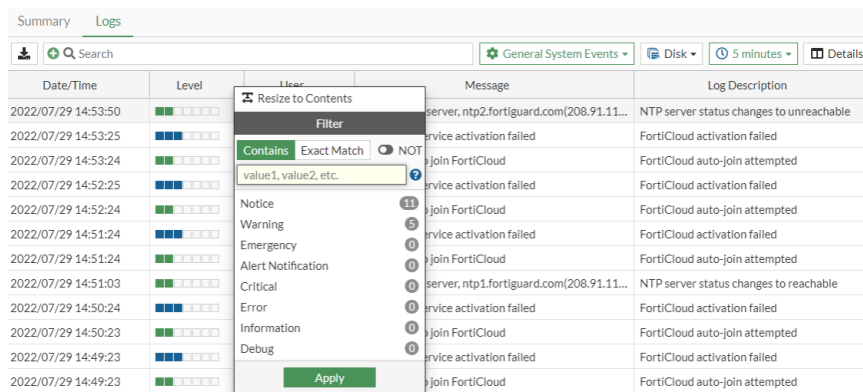 Summary Logs
Search General System Events Disk 5 minutes Details
Date/Time Level User Message Log Description
Resize to Contents
Filter
Contains Exact Match NOT
value1, value2, etc.
Notice 11
Warning 5
Emergency 0
Alert Notification 0
Critical 0
Error 0
Information 0
Debug 0
Apply
2022/07/29 14:53:50 server, ntp2.fortiguard.com(208.91.11... NTP server status changes to unreachable
2022/07/29 14:53:25 ervice activation failed FortiCloud activation failed
2022/07/29 14:53:24 join FortiCloud FortiCloud auto-join attempted
2022/07/29 14:52:25 ervice activation failed FortiCloud activation failed
2022/07/29 14:52:24 join FortiCloud FortiCloud auto-join attempted
2022/07/29 14:51:24 ervice activation failed FortiCloud activation failed
2022/07/29 14:51:24 join FortiCloud FortiCloud auto-join attempted
2022/07/29 14:51:03 server, ntp1.fortiguard.com(208.91.11... NTP server status changes to reachable
2022/07/29 14:50:24 ervice activation failed FortiCloud activation failed
2022/07/29 14:50:23 join FortiCloud FortiCloud auto-join attempted
2022/07/29 14:49:23 ervice activation failed FortiCloud activation failed
2022/07/29 14:49:23 join FortiCloud FortiCloud auto-join attempted